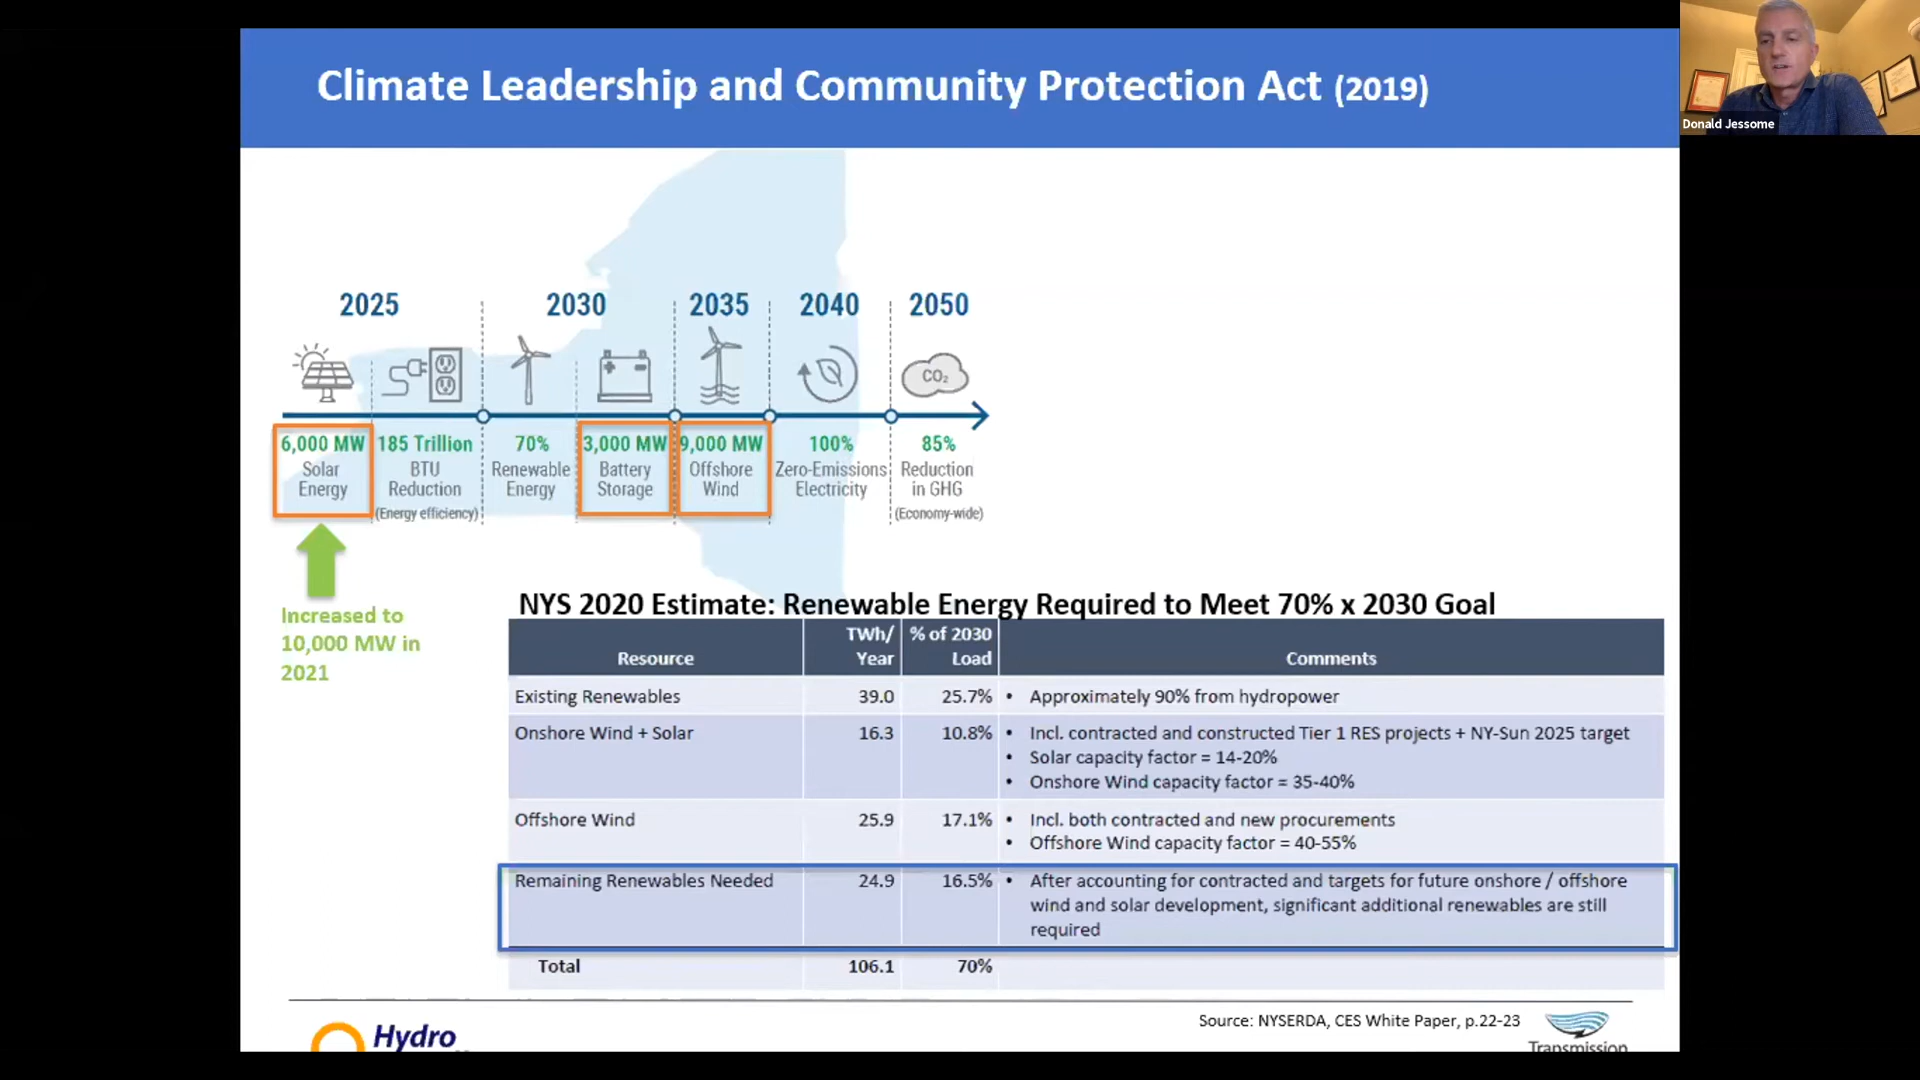 Climate Leadership and Community Protection Act (2019)
Donald Jessome
2025 2030 2035 2040 2050
CO₂
6,000 MW 185 Trillion 70% 3,000 MW 9,000 MW 100% 85%
Solar BTU Renewable Battery Offshore Zero-Emissions Reduction
Energy Reduction Energy Storage Wind Electricity in GHG
(Energy efficiency) (Economy-wide)
Increased to
10,000 MW in
2021
NYS 2020 Estimate: Renewable Energy Required to Meet 70% x 2030 Goal
TWh/ % of 2030
Resource Year Load Comments
Existing Renewables 39.0 25.7% • Approximately 90% from hydropower
Onshore Wind + Solar 16.3 10.8% • Incl. contracted and constructed Tier 1 RES projects + NY-Sun 2025 target
• Solar capacity factor = 14-20%
• Onshore Wind capacity factor = 35-40%
Offshore Wind 25.9 17.1% • Incl. both contracted and new procurements
• Offshore Wind capacity factor = 40-55%
Remaining Renewables Needed 24.9 16.5% • After accounting for contracted and targets for future onshore / offshore
wind and solar development, significant additional renewables are still
required
Total 106.1 70%
Source: NYSERDA, CES White Paper, p.22-23
Hydro
Transmission